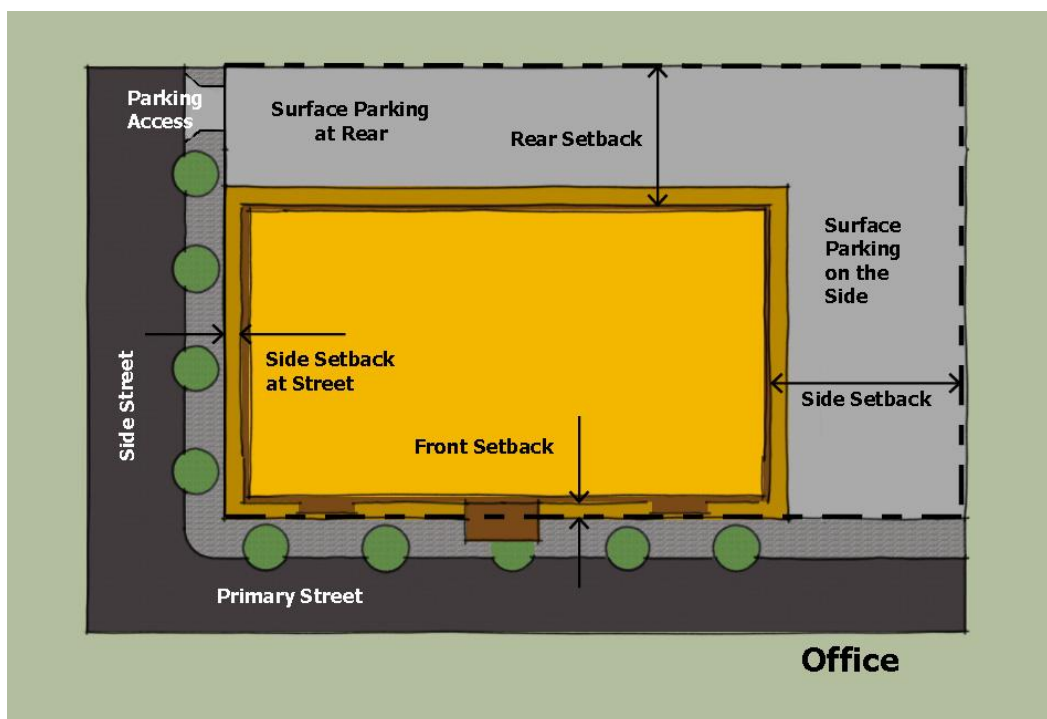 Parking
Access
Surface Parking
at Rear
Rear Setback
Surface
Parking
on the
Side
Side Setback
at Street
Side Setback
Side Street
Front Setback
Primary Street
Office